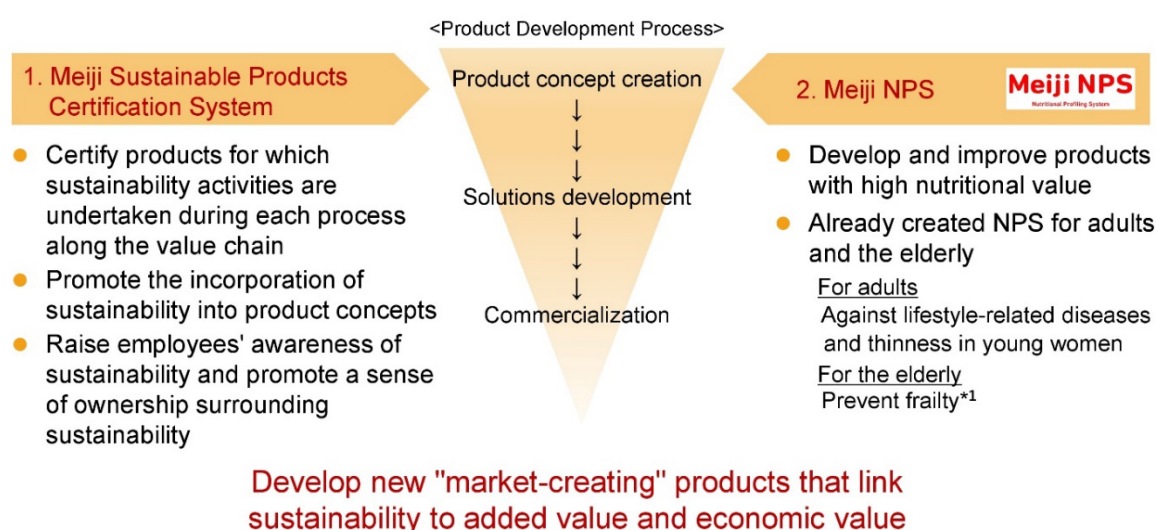 <Product Development Process>
1. Meiji Sustainable Products
Certification System
● Certify products for which
sustainability activities are
undertaken during each process
along the value chain
● Promote the incorporation of
sustainability into product concepts
● Raise employees' awareness of
sustainability and promote a sense
of ownership surrounding
sustainability
Product concept creation
↓
↓
↓
Solutions development
↓
↓
↓
Commercialization
2. Meiji NPS
Meiji NPS
Nutritional Profiling System
● Develop and improve products
with high nutritional value
● Already created NPS for adults
and the elderly
For adults
Against lifestyle-related diseases
and thinness in young women
For the elderly
Prevent frailty*1
Develop new "market-creating" products that link
sustainability to added value and economic value